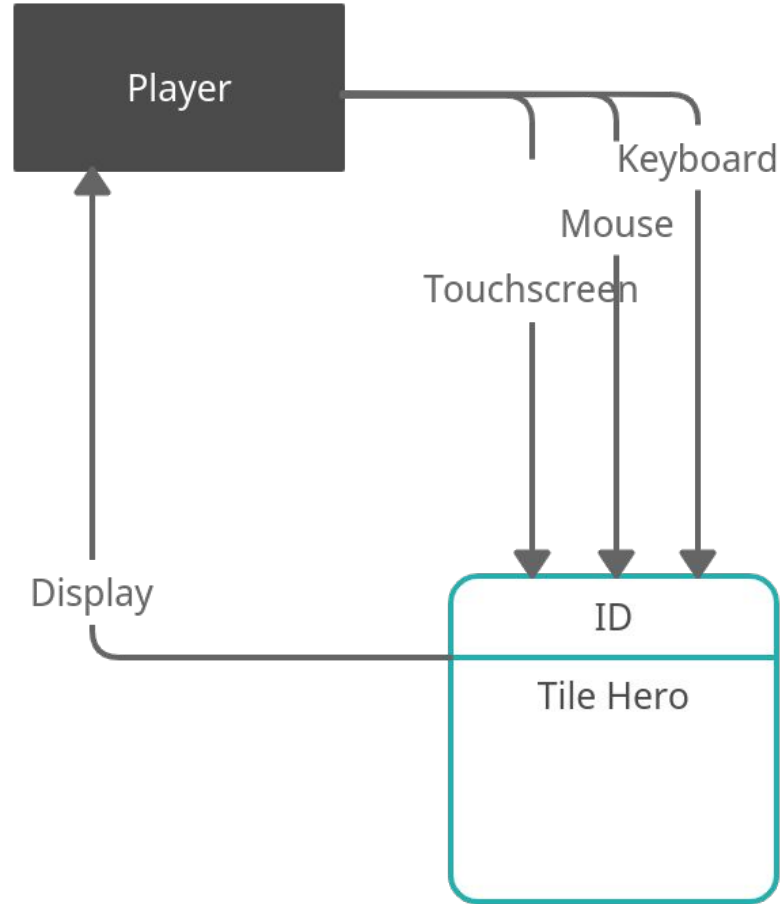 Player
Keyboard
Mouse
Touchscreen
Display
ID
Tile Hero